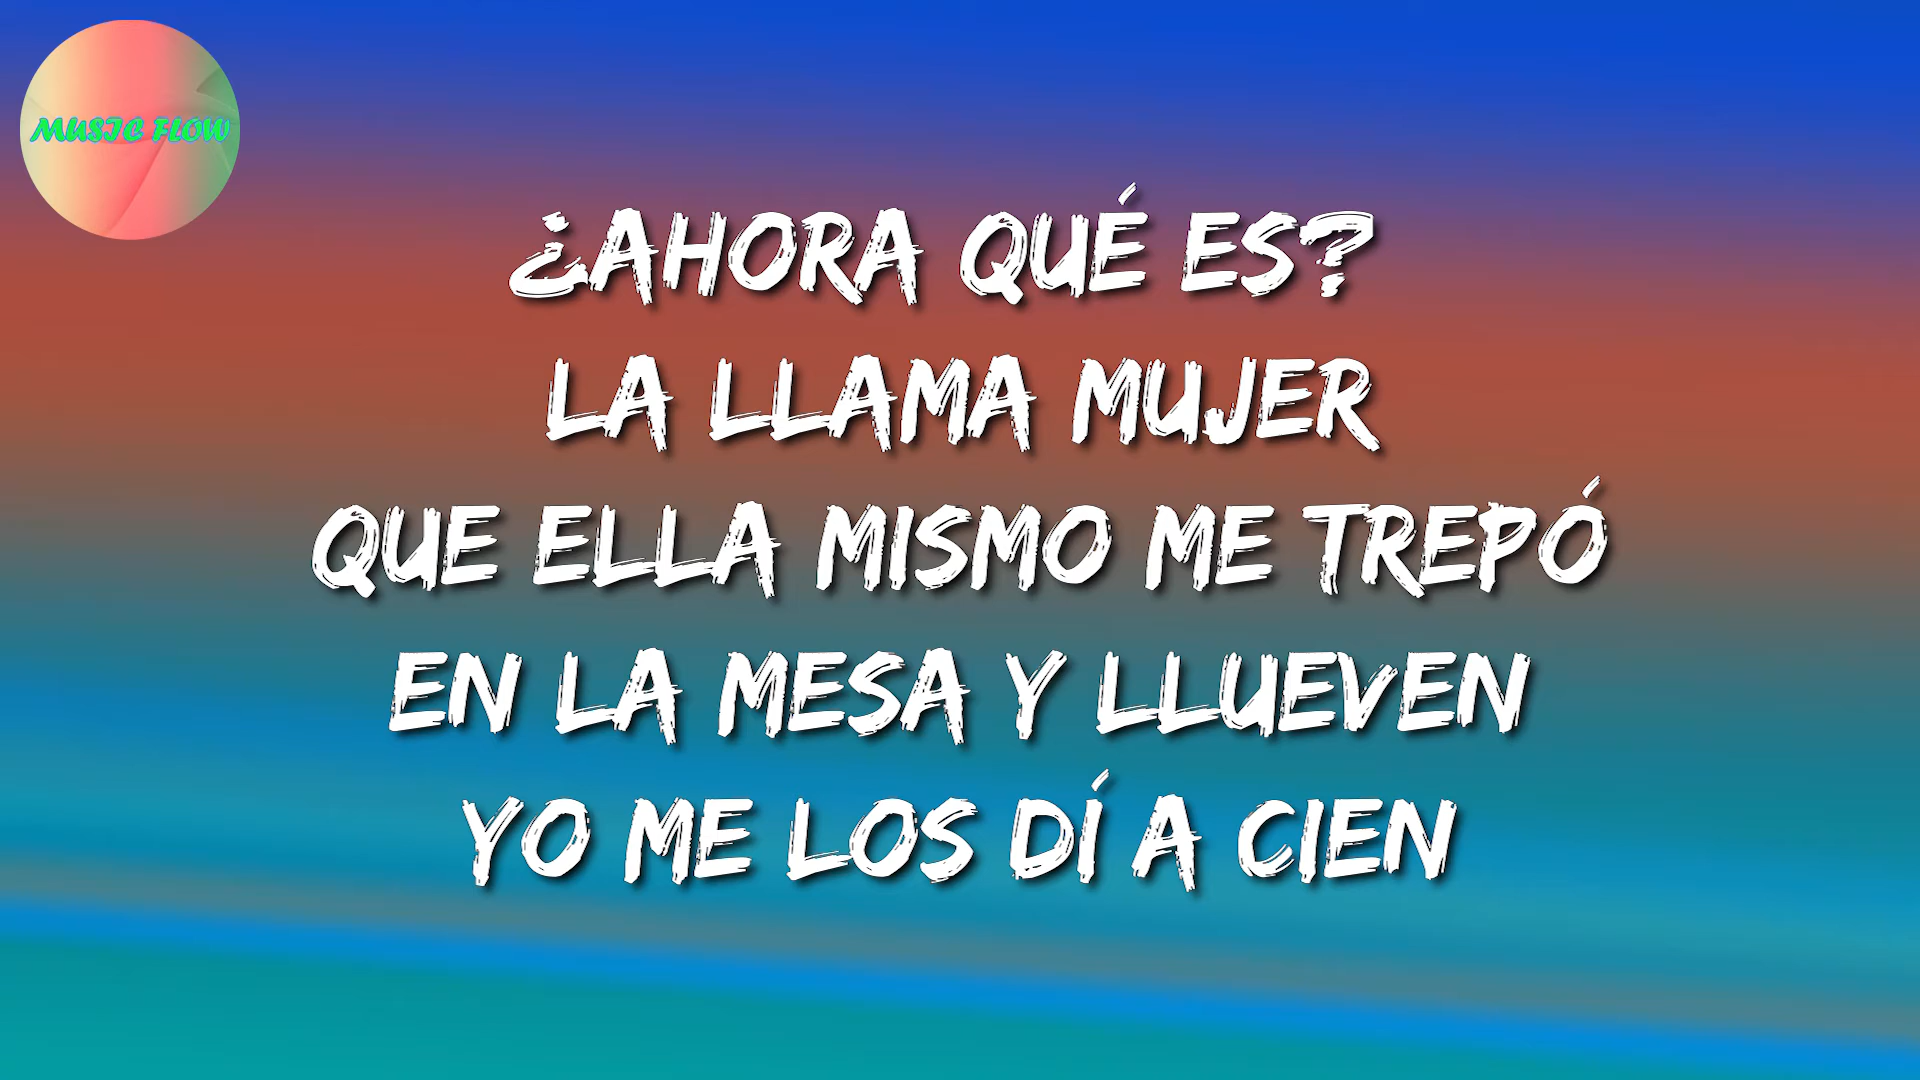 MUSIC FLOW
¿AHORA QUÉ ES?
LA LLAMA MUJER
QUE ELLA MISMO ME TREPÓ
EN LA MESA Y LLUEVEN
YO ME LOS DÍ A CIEN